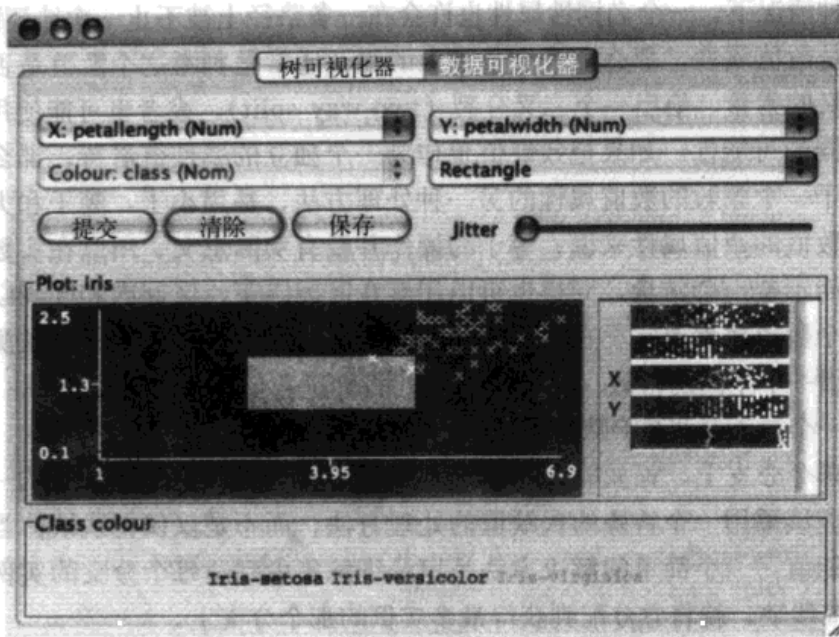 树可视化器 数据可视化器
X: petallength (Num) Y: petalwidth (Num)
Colour: class (Nom) Rectangle
提交 清除 保存 Jitter
Plot: iris
2.5
1.3
0.1
1 3.95 6.9
X
Y
Class colour
Iris-setosa Iris-versicolor